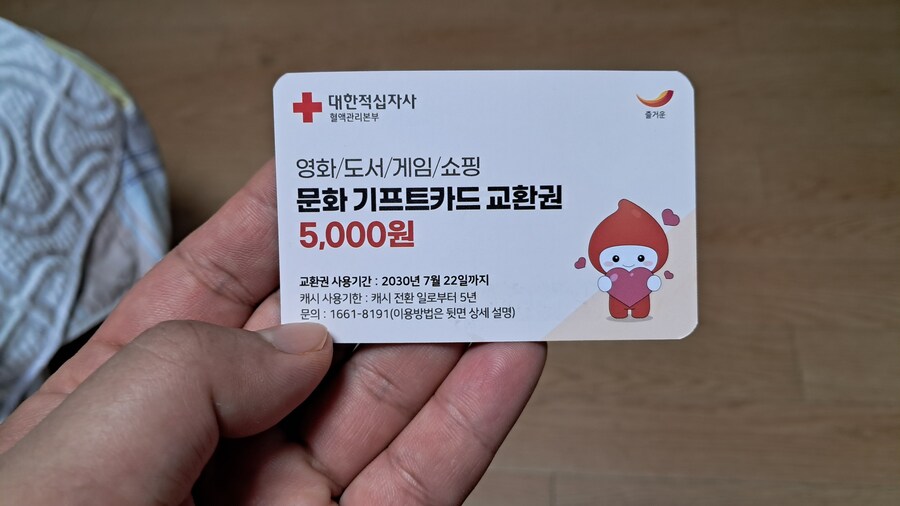 대한적십자사
혈액관리본부
즐거운
영화/도서/게임/쇼핑
문화 기프트카드 교환권
5,000원
교환권 사용기간 : 2030년 7월 22일까지
캐시 사용기한 : 캐시 전환 일로부터 5년
문의 : 1661-8191(이용방법은 뒷면 상세 설명)